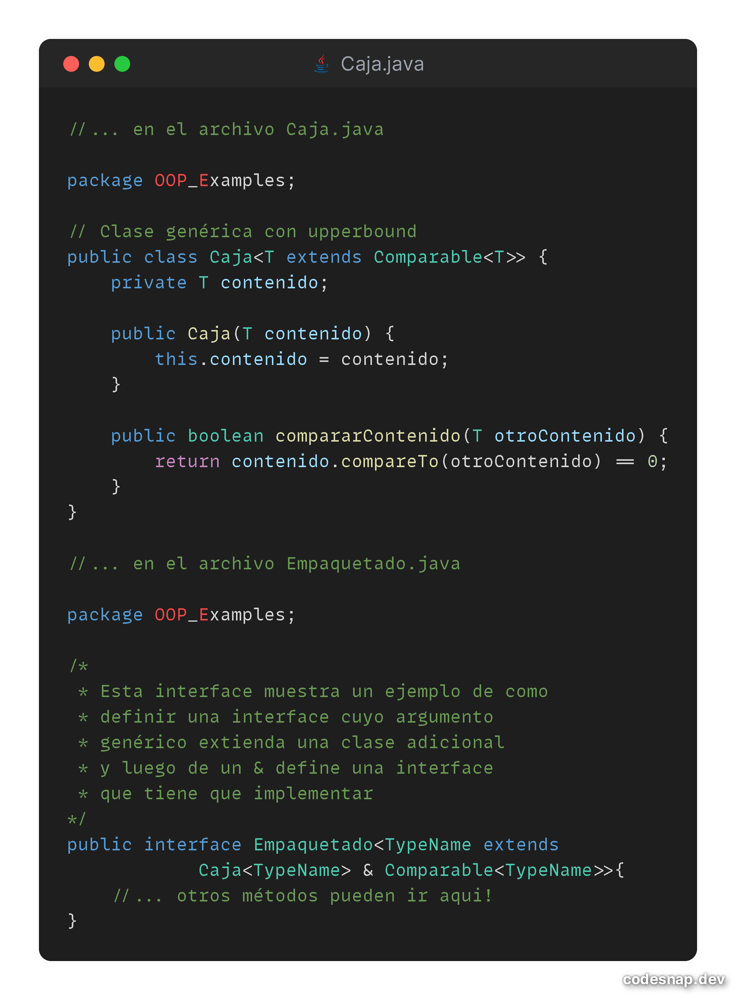 Caja.java
//... en el archivo Caja.java
package OOP_Examples;
// Clase genérica con upperbound
public class Caja<T extends Comparable<T>> {
    private T contenido;
    public Caja(T contenido) {
        this.contenido = contenido;
    }
    public boolean compararContenido(T otroContenido) {
        return contenido.compareTo(otroContenido) == 0;
    }
}
//... en el archivo Empaquetado.java
package OOP_Examples;
/*
 * Esta interface muestra un ejemplo de como
 * definir una interface cuyo argumento
 * genérico extienda una clase adicional
 * y luego de un & define una interface
 * que tiene que implementar
*/
public interface Empaquetado<TypeName extends
            Caja<TypeName> & Comparable<TypeName>>{
    //... otros métodos pueden ir aqui!
}
codesnap.dev